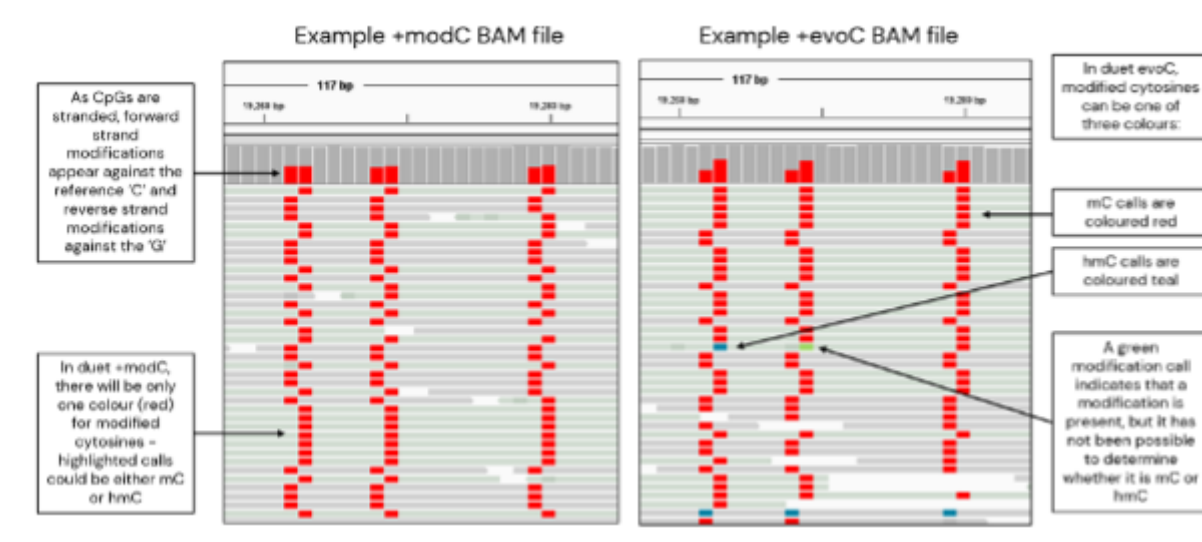 Example +modC BAM file
Example +evoC BAM file
As CpGs are
stranded, forward
strand
modifications
appear against the
reference 'C' and
reverse strand
modifications
against the 'G'
In duet +modC,
there will be only
one colour (red)
for modified
cytosines -
highlighted calls
could be either mC
or hmC
117 bp
117 bp
In duet evoC,
modified cytosines
can be one of
three colours:
mC calls are
coloured red
hmC calls are
coloured teal
A green
modification call
indicates that a
modification is
present, but it has
not been possible
to determine
whether it is mC or
hmC